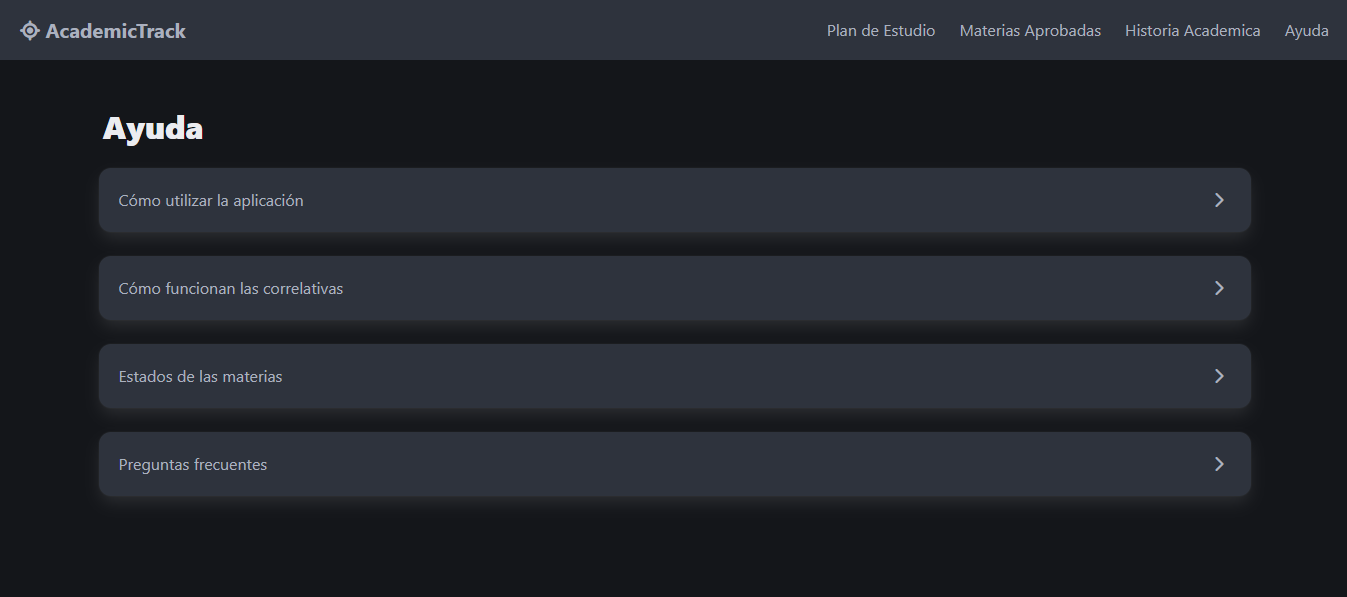 AcademicTrack
Plan de Estudio
Materias Aprobadas
Historia Academica
Ayuda
Ayuda
Cómo utilizar la aplicación
Cómo funcionan las correlativas
Estados de las materias
Preguntas frecuentes